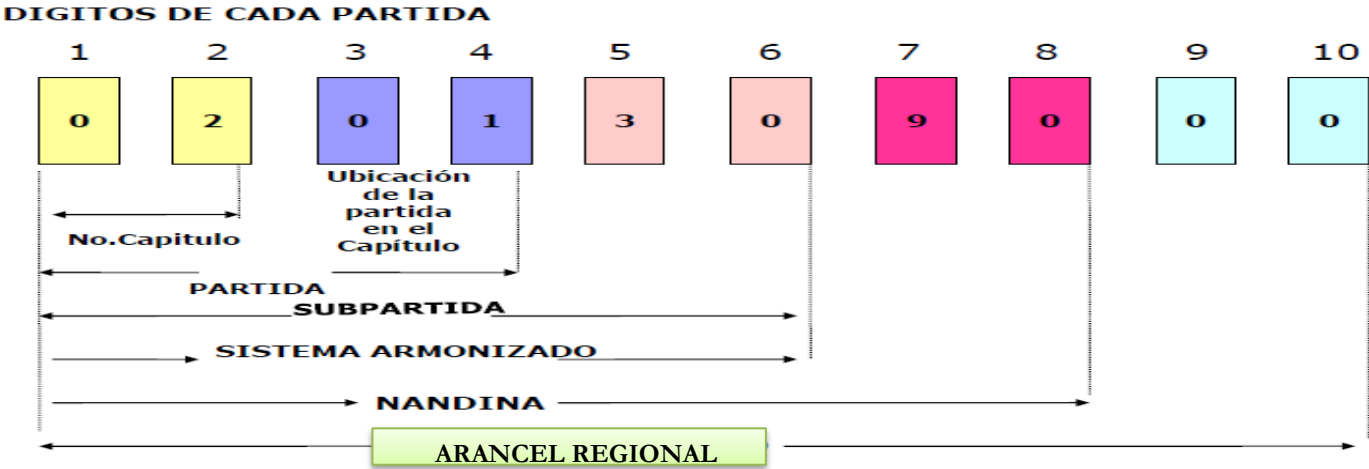 DIGITOS DE CADA PARTIDA
1 2 3 4 5 6 7 8 9 10
0 2 0 1 3 0 9 0 0 0
Ubicación
de la
partida
en el
Capítulo
No.Capitulo
PARTIDA
SUBPARTIDA
SISTEMA ARMONIZADO
NANDINA
ARANCEL REGIONAL